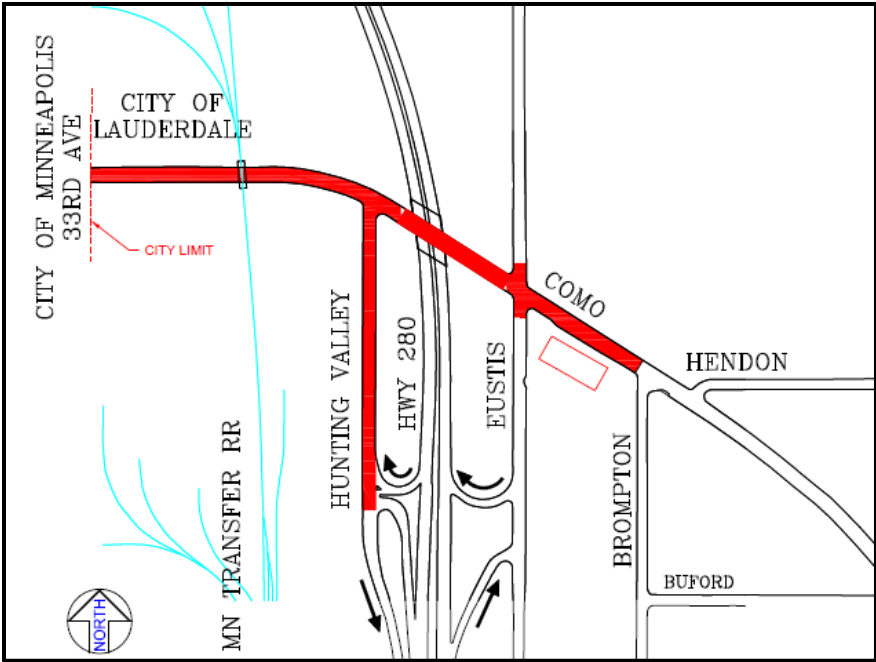 CITY OF MINNEAPOLIS
33RD AVE
CITY OF
LAUDERDALE
CITY LIMIT
HUNTING VALLEY
HWY 280
EUSTIS
COMO
HENDON
BROMPTON
BUFORD
MN TRANSFER RR
NORTH